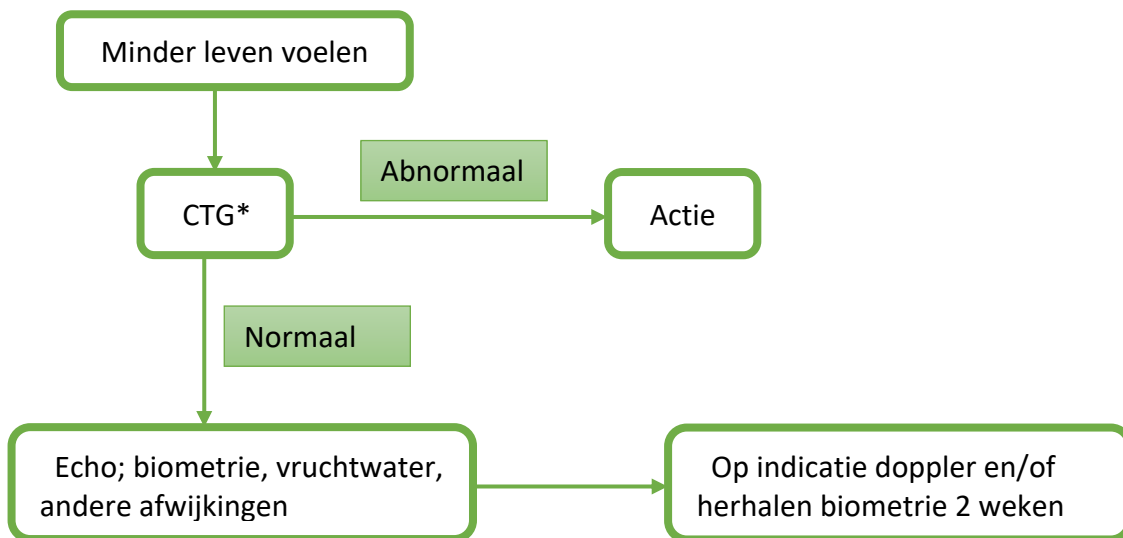 Minder leven voelen
Abnormaal
CTG*
Actie
Normaal
Echo; biometrie, vruchtwater,
andere afwijkingen
Op indicatie doppler en/of
herhalen biometrie 2 weken